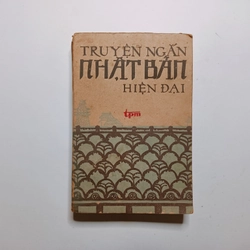 TRUYỆN NGẮN
NHẬT BẢN
HIỆN ĐẠI
tpm